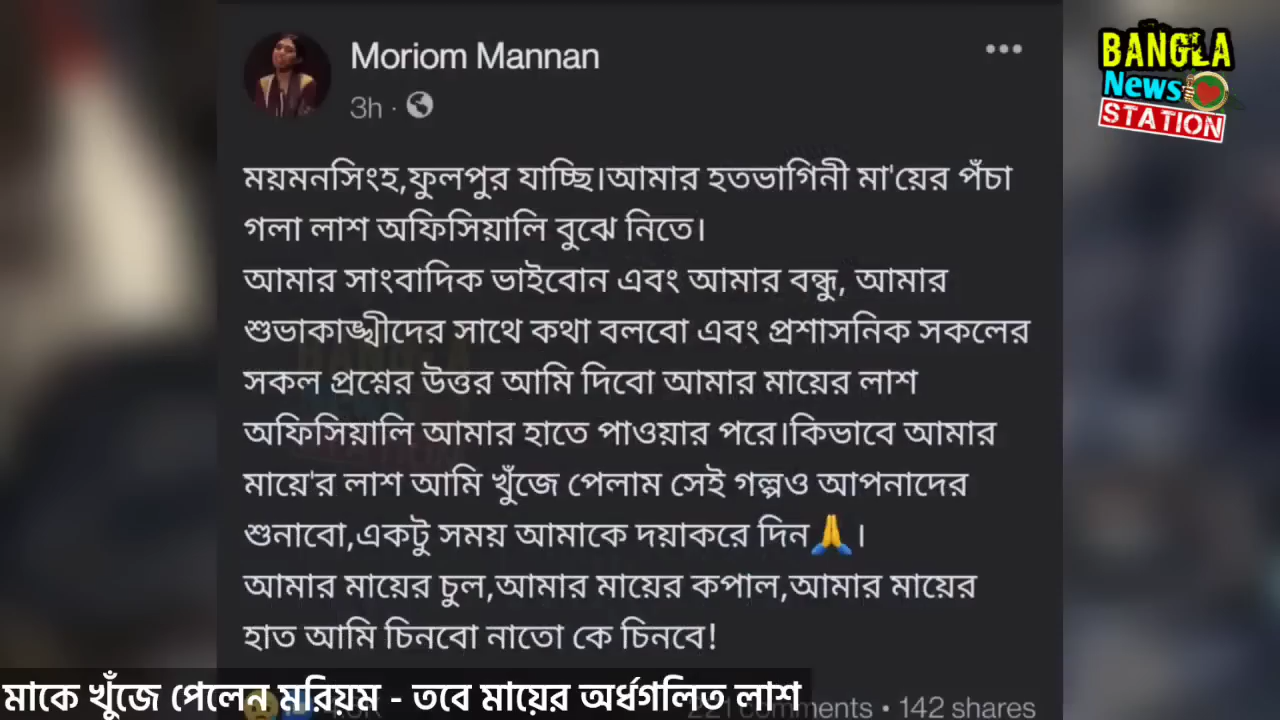 Moriom Mannan
3h ·
BANGLA
News
STATION
ময়মনসিংহ,ফুলপুর যাচ্ছি।আমার হতভাগিনী মা'য়ের পঁচা
গলা লাশ অফিসিয়ালি বুঝে নিতে।
আমার সাংবাদিক ভাইবোন এবং আমার বন্ধু, আমার
শুভাকাঙ্খীদের সাথে কথা বলবো এবং প্রশাসনিক সকলের
সকল প্রশ্নের উত্তর আমি দিবো আমার মায়ের লাশ
অফিসিয়ালি আমার হাতে পাওয়ার পরে।কিভাবে আমার
মায়ে'র লাশ আমি খুঁজে পেলাম সেই গল্পও আপনাদের
শুনাবো,একটু সময় আমাকে দয়াকরে দিন🙏।
আমার মায়ের চুল,আমার মায়ের কপাল,আমার মায়ের
হাত আমি চিনবো নাতো কে চিনবে!
মাকে খুঁজে পেলেন মরিয়ম - তবে মায়ের অর্ধগলিত লাশ
221 comments • 142 shares